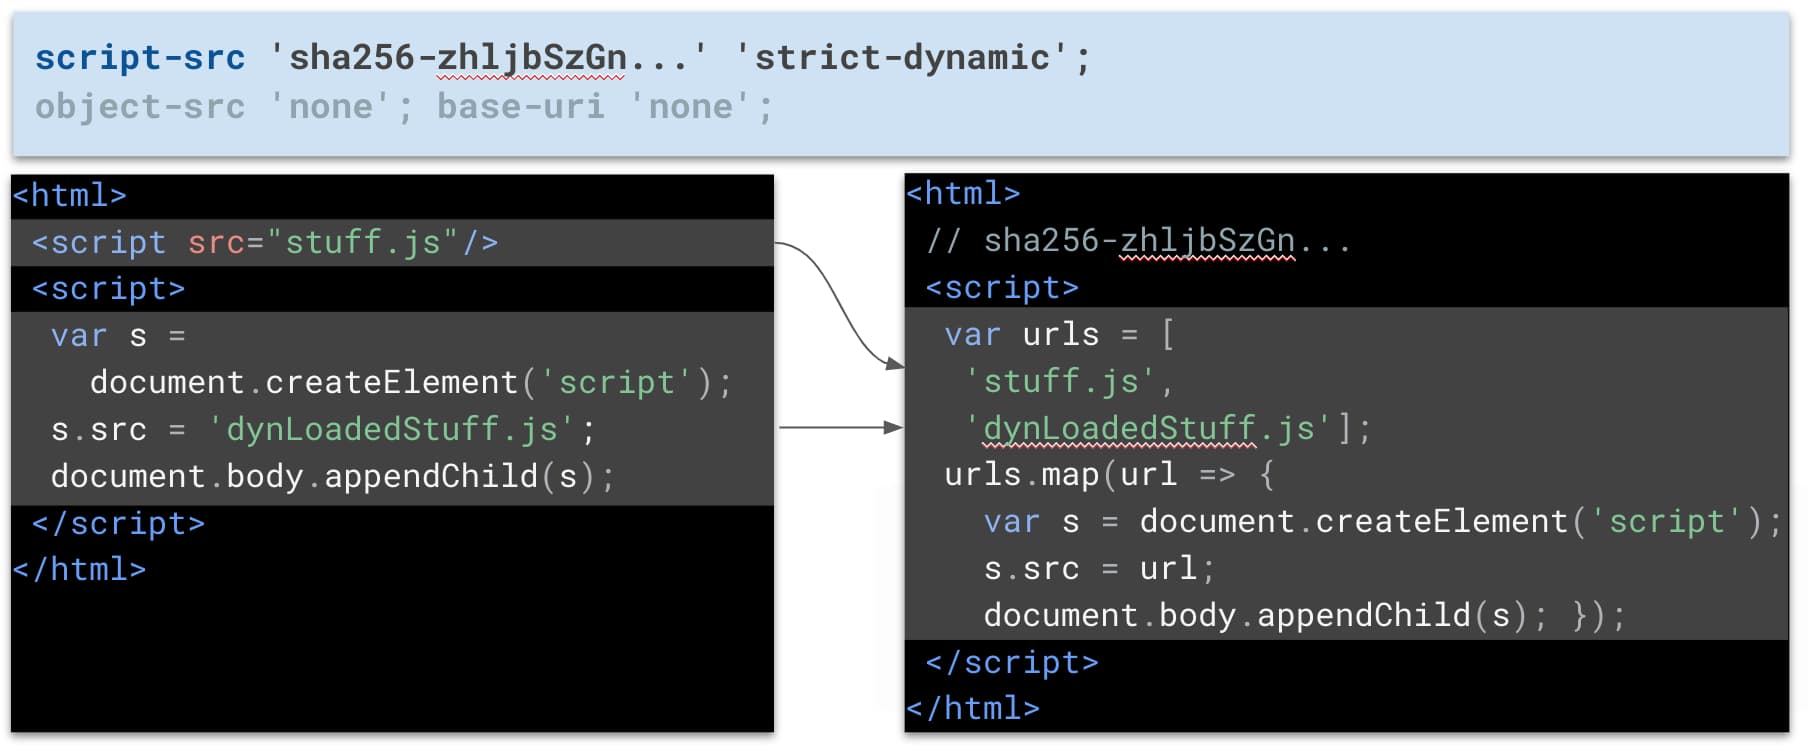 script-src 'sha256-zhljbSzGn...' 'strict-dynamic';
object-src 'none'; base-uri 'none';
<html>
<script src="stuff.js"/>
<script>
var s =
document.createElement('script');
s.src = 'dynLoadedStuff.js';
document.body.appendChild(s);
</script>
</html>
<html>
// sha256-zhljbSzGn...
<script>
var urls = [
'stuff.js',
'dynLoadedStuff.js'];
urls.map(url => {
var s = document.createElement('script');
s.src = url;
document.body.appendChild(s); });
</script>
</html>